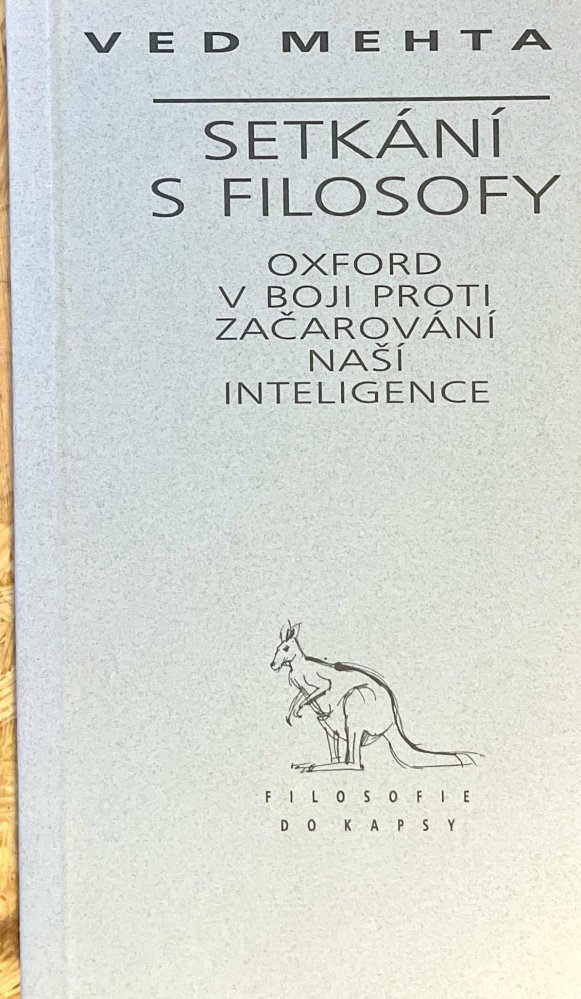 VED MEHTA
SETKÁNÍ
S FILOSOFY
OXFORD
V BOJI PROTI
ZAČAROVÁNÍ
NAŠÍ
INTELIGENCE
FILOSOFIE
DO KAPSY